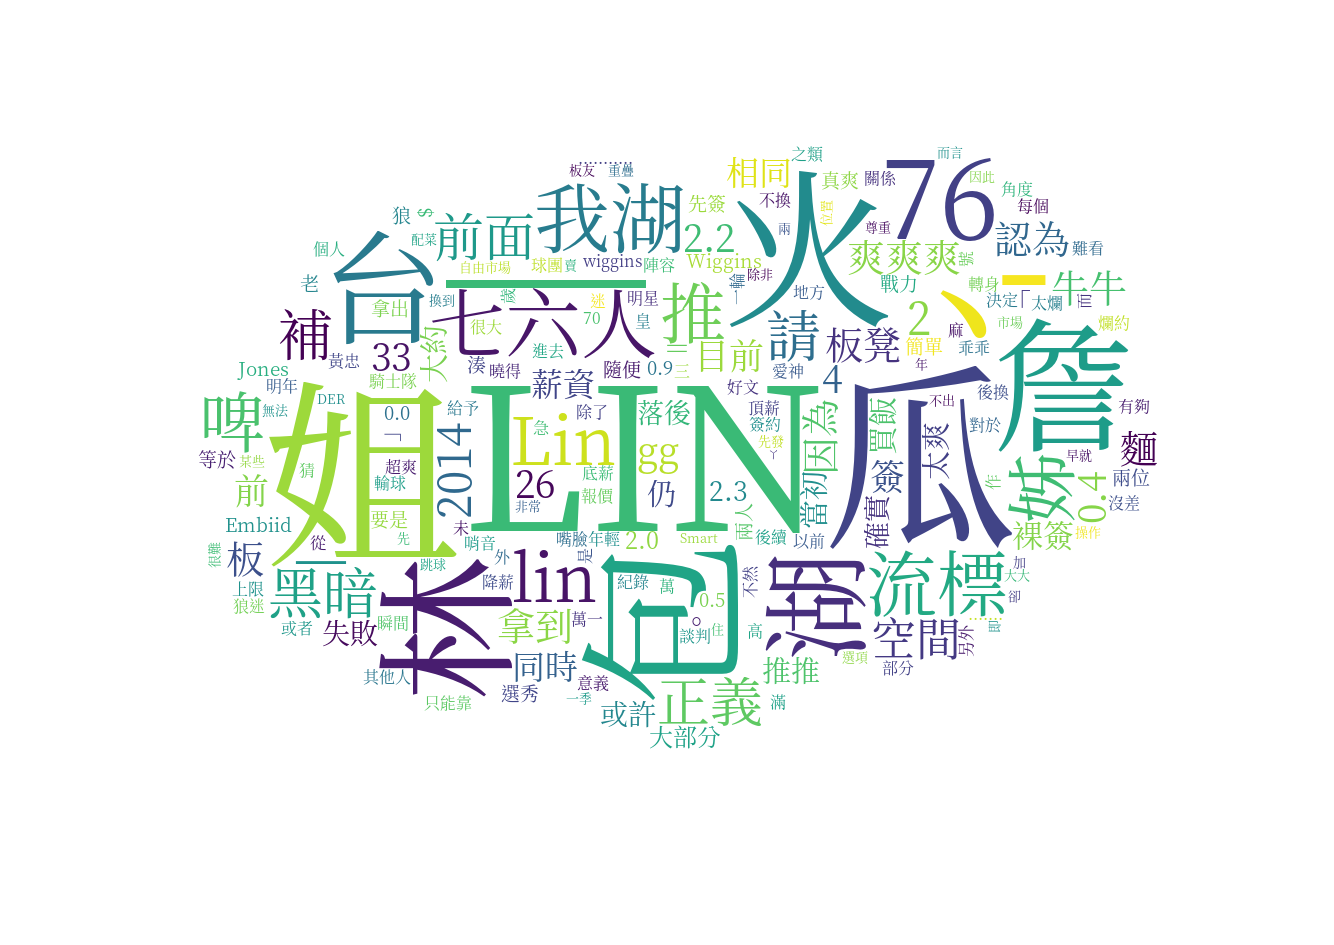 …………
之類
而言
板友
重疊
相同
76
真爽
關係
因此
火
不換
角度
每個
位置
尊重
兩
先簽
我湖
前面
狼
$
配菜
台
個人
2.2
爽爽爽
認為
難看
號
wiggins
Wiggins
球團
賣
陣容
自由市場
除非
一輪
戰力
轉身
牛牛
老
拿出
換到
歲
明星
迷
地方
決定
「
太爛
而
、
一
七六人
推
皇
70
很大
補
請
板凳
2
麻
市場
爛約
簡單
乖乖
33
大約
湊
曉得
進去
隨便
0.9
三
三
目前
黃忠
Jones
騎士隊
明年
薪資
愛神
好文
4
年
後換
詹
不出
啤
無法
DER
0.0
給予
除了
落後
頂薪
簽約
因為
買飯
對於
有夠
姐
LIN
Lin
瓜
2014
急
gg
先發
ㄚ
太爽
麵
等於
某些
猜
超爽
輸球
「
26
底薪
報價
仍
2.3
簽
早就
姊
兩位
前
要是
非常
當初
確實
作
0.4
沒差
Embiid
未
先
哨音
嘴臉
年輕
2.0
Smart
兩人
後續
以前
裸簽
操作
很難
板
從
跳球
外
是
上限
狼迷
黑暗
林
降薪
lin
紀錄
萬
0.5
不然
湖
流標
加
大大
卻
或者
失敗
瞬間
拿到
萬一
何
。
談判
住
高
空間
……
即
另外
其他人
同時
意義
推推
選項
部分
只能靠
選秀
一季
或許
正義
滿
大部分